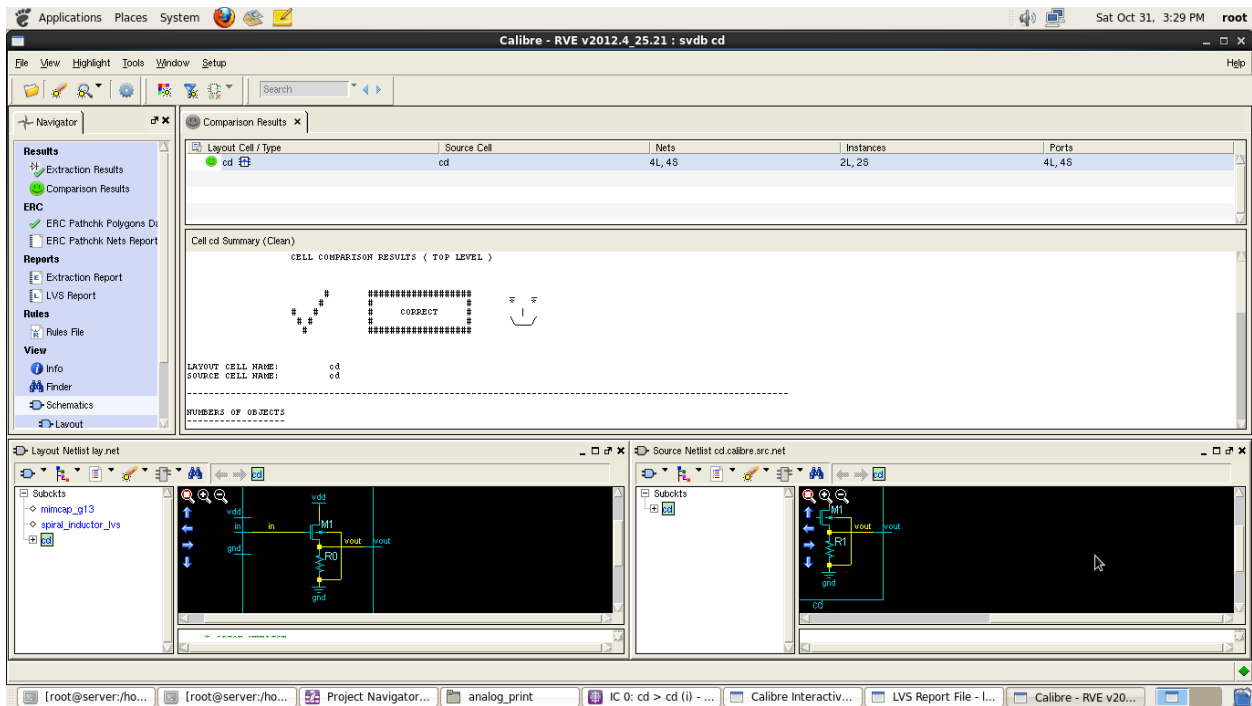 Applications Places System
Sat Oct 31, 3:29 PM root
Calibre - RVE v2012.4_25.21 : svdb cd
File View Highlight Tools Window Setup Help
Search
Navigator
Comparison Results
Results
Extraction Results
Comparison Results
ERC
ERC Pathchk Polygons Da
ERC Pathchk Nets Report
Reports
Extraction Report
LVS Report
Rules
Rules File
View
Info
Finder
Schematics
Layout
Layout Cell / Type Source Cell Nets Instances Ports
cd cd 4L, 4S 2L, 2S 4L, 4S
Cell cd Summary (Clean)
CELL COMPARISON RESULTS ( TOP LEVEL )
CORRECT
LAYOUT CELL NAME: cd
SOURCE CELL NAME: cd
NUMBERS OF OBJECTS
Layout Netlist lay.net
cd
Subckts
mimcap_g13
spiral_inductor_lvs
cd
vdd
vdd
in in M1
gnd vout vout
R0
gnd
Source Netlist cd.calibre.src.net
cd
Subckts
cd
M1
vout vout
R1
gnd
cd
[root@server:/ho... [root@server:/ho... Project Navigator... analog_print IC 0: cd > cd (i) - ... Calibre Interactiv... LVS Report File - l... Calibre - RVE v20...